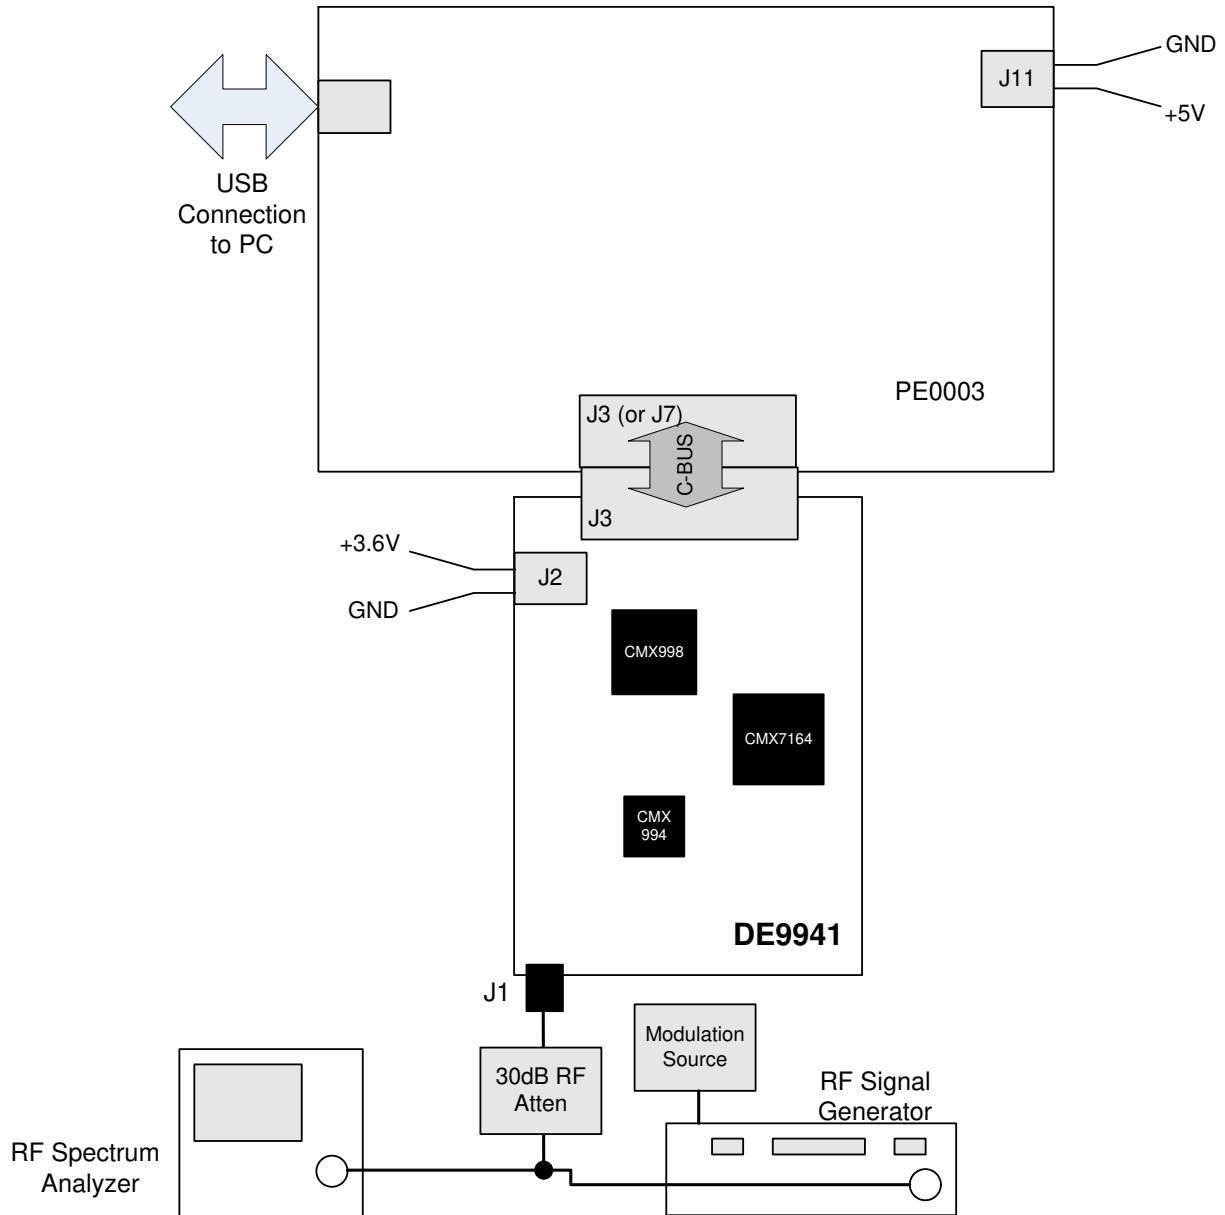 GND
J11
+5V
USB
Connection
to PC
PE0003
J3 (or J7)
C-BUS
J3
+3.6V
J2
GND
CMX998
CMX7164
CMX
994
DE9941
J1
Modulation
Source
30dB RF
Atten
RF Signal
Generator
RF Spectrum
Analyzer